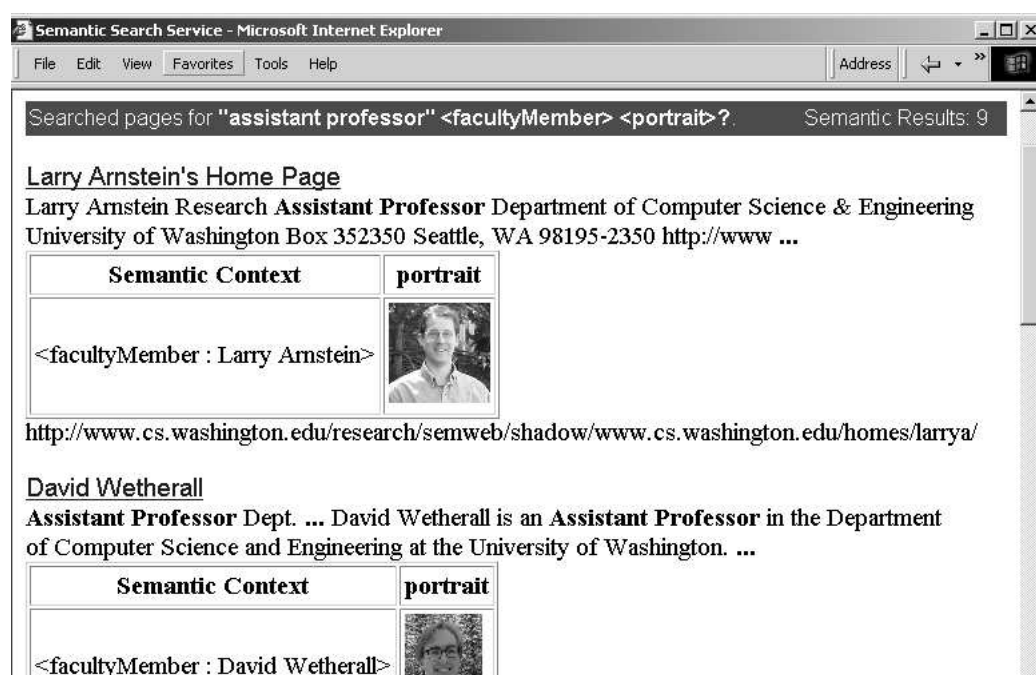 Semantic Search Service - Microsoft Internet Explorer
File Edit View Favorites Tools Help Address »
Searched pages for "assistant professor" <facultyMember> <portrait>?. Semantic Results: 9
Larry Arnstein's Home Page
Larry Arnstein Research Assistant Professor Department of Computer Science & Engineering
University of Washington Box 352350 Seattle, WA 98195-2350 http://www ...
Semantic Context portrait
<facultyMember : Larry Arnstein>
http://www.cs.washington.edu/research/semweb/shadow/www.cs.washington.edu/homes/larrya/
David Wetherall
Assistant Professor Dept. ... David Wetherall is an Assistant Professor in the Department
of Computer Science and Engineering at the University of Washington. ...
Semantic Context portrait
<facultyMember : David Wetherall>